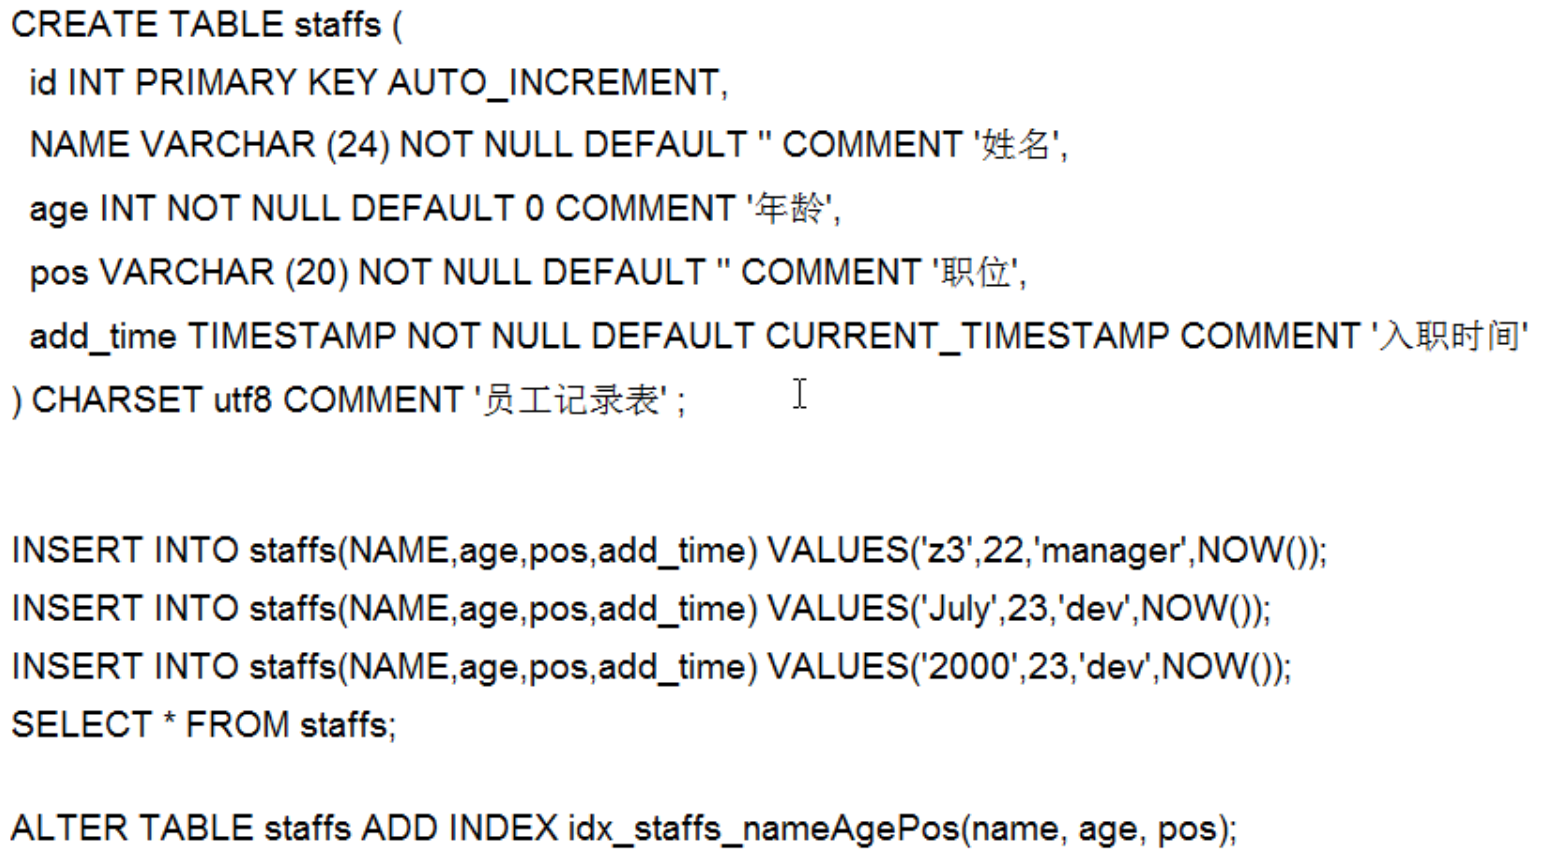 CREATE TABLE staffs (
id INT PRIMARY KEY AUTO_INCREMENT,
NAME VARCHAR (24) NOT NULL DEFAULT '' COMMENT '姓名',
age INT NOT NULL DEFAULT 0 COMMENT '年龄',
pos VARCHAR (20) NOT NULL DEFAULT '' COMMENT '职位',
add_time TIMESTAMP NOT NULL DEFAULT CURRENT_TIMESTAMP COMMENT '入职时间'
) CHARSET utf8 COMMENT '员工记录表' ;
INSERT INTO staffs(NAME,age,pos,add_time) VALUES('z3',22,'manager',NOW());
INSERT INTO staffs(NAME,age,pos,add_time) VALUES('July',23,'dev',NOW());
INSERT INTO staffs(NAME,age,pos,add_time) VALUES('2000',23,'dev',NOW());
SELECT * FROM staffs;
ALTER TABLE staffs ADD INDEX idx_staffs_nameAgePos(name, age, pos);